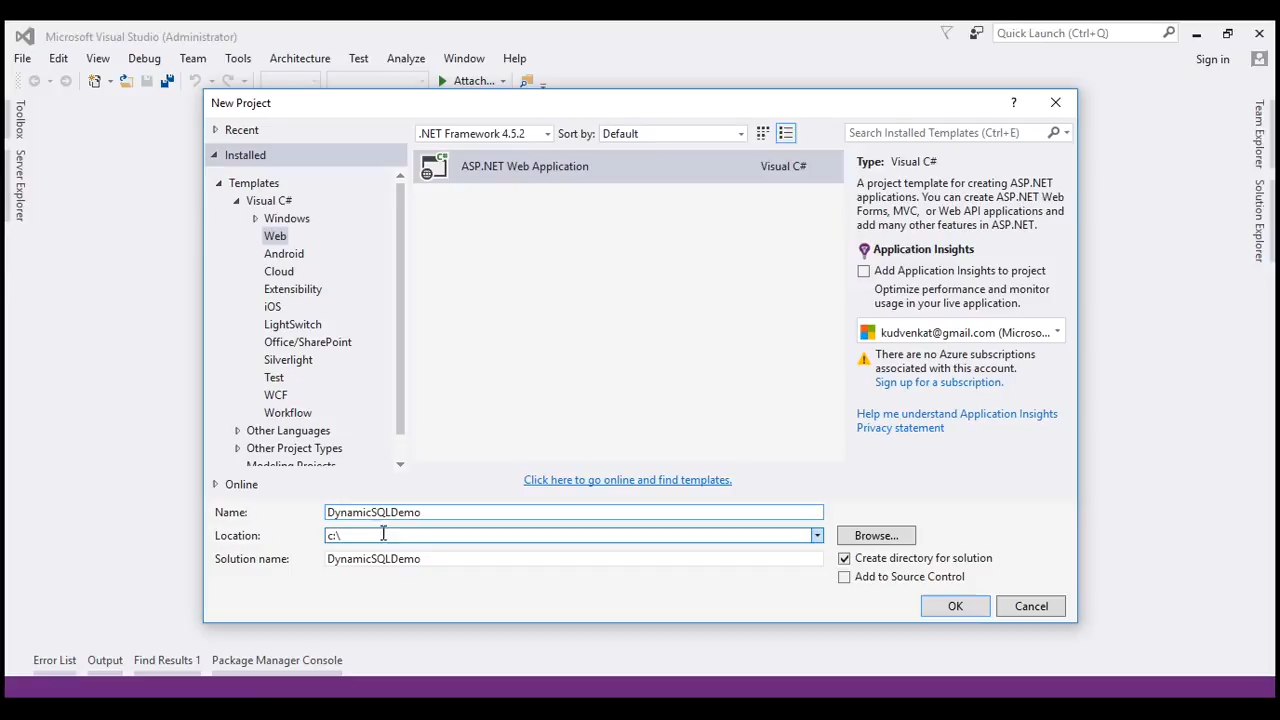 Microsoft Visual Studio (Administrator)
Quick Launch (Ctrl+Q)
File Edit View Debug Team Tools Architecture Test Analyze Window Help
Sign in
Attach...
Toolbox
Server Explorer
Team Explorer
Solution Explorer
New Project
?
Recent
.NET Framework 4.5.2
Sort by: Default
Search Installed Templates (Ctrl+E)
Installed
Templates
Visual C#
Windows
Web
Android
Cloud
Extensibility
iOS
LightSwitch
Office/SharePoint
Silverlight
Test
WCF
Workflow
Other Languages
Other Project Types
Modeling Projects
Online
C#
ASP.NET Web Application Visual C#
Click here to go online and find templates.
Type: Visual C#
A project template for creating ASP.NET
applications. You can create ASP.NET Web
Forms, MVC, or Web API applications and
add many other features in ASP.NET.
Application Insights
Add Application Insights to project
Optimize performance and monitor
usage in your live application.
kudvenkat@gmail.com (Microso...
There are no Azure subscriptions
associated with this account.
Sign up for a subscription.
Help me understand Application Insights
Privacy statement
Name: DynamicSQLDemo
Location: c:\
Browse...
Solution name: DynamicSQLDemo
Create directory for solution
Add to Source Control
OK Cancel
Error List Output Find Results 1 Package Manager Console